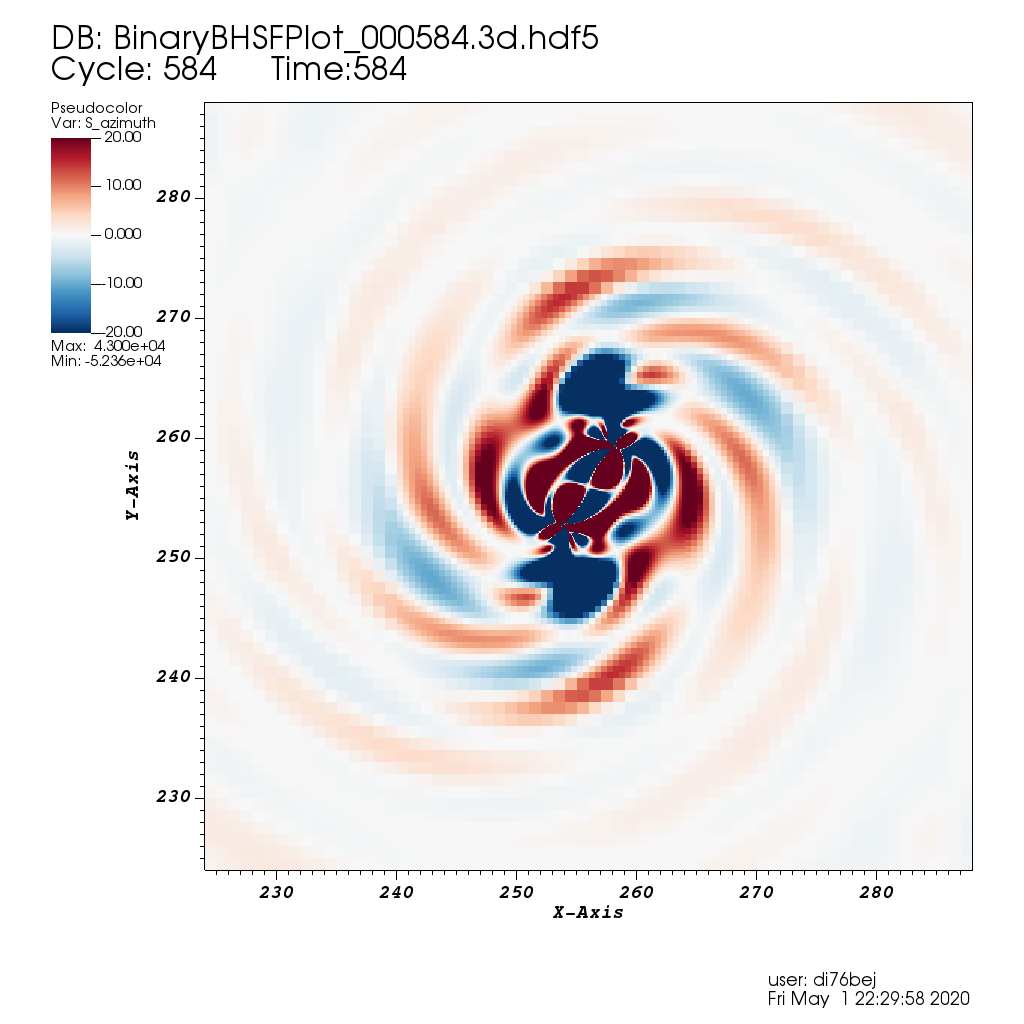 DB: BinaryBHSFPlot_000584.3d.hdf5
Cycle: 584 Time:584
Pseudocolor
Var: S_azimuth
20.00
10.00
0.000
-10.00
-20.00
Max: 4.300e+04
Min: -5.236e+04
280
270
260
250
240
230
Y-Axis
230 240 250 260 270 280
X-Axis
user: di76bej
Fri May 1 22:29:58 2020